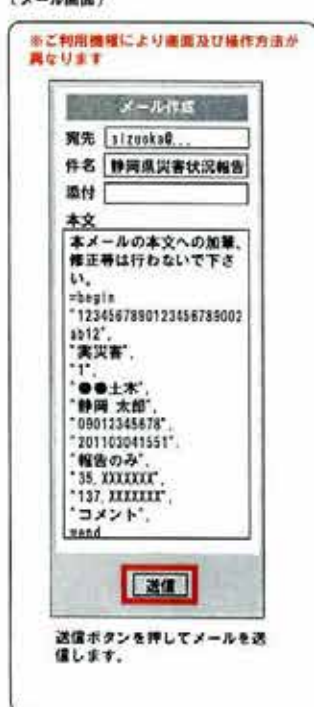 (メール画面)
※ご利用機種により画面及び操作方法が
異なります
メール作成
宛先 sizuoka@...
件名 静岡県災害状況報告
添付
本文
本メールの本文への加筆、
修正等は行わないで下さ
い。
=begin
"1234567890123456789002
ab12",
"実災害",
"1",
"●●土木",
"静岡 太郎",
"09012345678",
"201103041551",
"報告のみ",
"35.XXXXXXX",
"137.XXXXXXX",
"コメント",
=end
送信
送信ボタンを押してメールを送
信します。